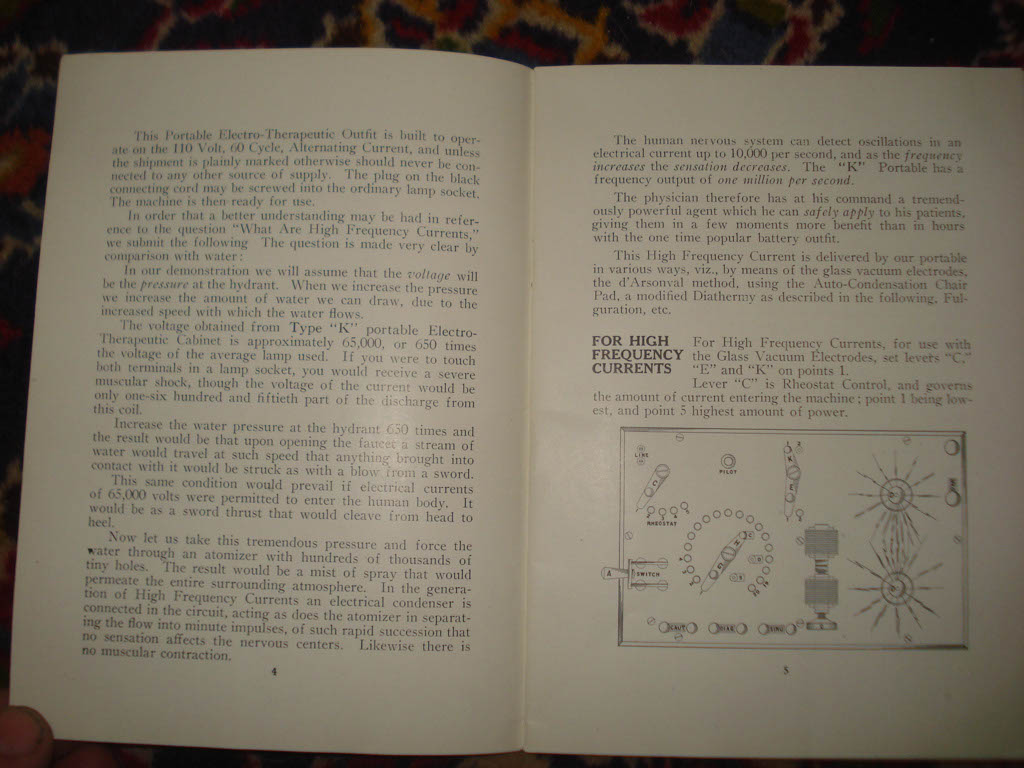 This Portable Electro-Therapeutic Outfit is built to oper-
ate on the 110 Volt, 60 Cycle, Alternating Current, and unless
the shipment is plainly marked otherwise should never be con-
nected to any other source of supply. The plug on the black
connecting cord may be screwed into the ordinary lamp socket.
The machine is then ready for use.
In order that a better understanding may be had in refer-
ence to the question "What Are High Frequency Currents,"
we submit the following The question is made very clear by
comparison with water:
In our demonstration we will assume that the voltage will
be the pressure at the hydrant. When we increase the pressure
we increase the amount of water we can draw, due to the
increased speed with which the water flows.
The voltage obtained from Type "K" portable Electro-
Therapeutic Cabinet is approximately 65,000, or 650 times
the voltage of the average lamp used. If you were to touch
both terminals in a lamp socket, you would receive a severe
muscular shock, though the voltage of the current would be
only one-six hundred and fiftieth part of the discharge from
this coil.
Increase the water pressure at the hydrant 650 times and
the result would be that upon opening the faucet a stream of
water would travel at such speed that anything brought into
contact with it would be struck as with a blow from a sword.
This same condition would prevail if electrical currents
of 65,000 volts were permitted to enter the human body. It
would be as a sword thrust that would cleave from head to
heel.
Now let us take this tremendous pressure and force the
water through an atomizer with hundreds of thousands of
tiny holes. The result would be a mist of spray that would
permeate the entire surrounding atmosphere. In the genera-
tion of High Frequency Currents an electrical condenser is
connected in the circuit, acting as does the atomizer in separat-
ing the flow into minute impulses, of such rapid succession that
no sensation affects the nervous centers. Likewise there is
no muscular contraction.
4
The human nervous system can detect oscillations in an
electrical current up to 10,000 per second, and as the frequency
increases the sensation decreases. The "K" Portable has a
frequency output of one million per second.
The physician therefore has at his command a tremend-
ously powerful agent which he can safely apply to his patients,
giving them in a few moments more benefit than in hours
with the one time popular battery outfit.
This High Frequency Current is delivered by our portable
in various ways, viz., by means of the glass vacuum electrodes,
the d'Arsonval method, using the Auto-Condensation Chair
Pad, a modified Diathermy as described in the following, Ful-
guration, etc.
FOR HIGH
FREQUENCY
CURRENTS
For High Frequency Currents, for use with
the Glass Vacuum Electrodes, set levers "C,"
"E" and "K" on points 1.
Lever "C" is Rheostat Control, and governs
the amount of current entering the machine; point 1 being low-
est, and point 5 highest amount of power.
LINE
PILOT
1 2
K
E
C
RHEOSTAT
A
SWITCH
CAUT
DIAG
SINU
5